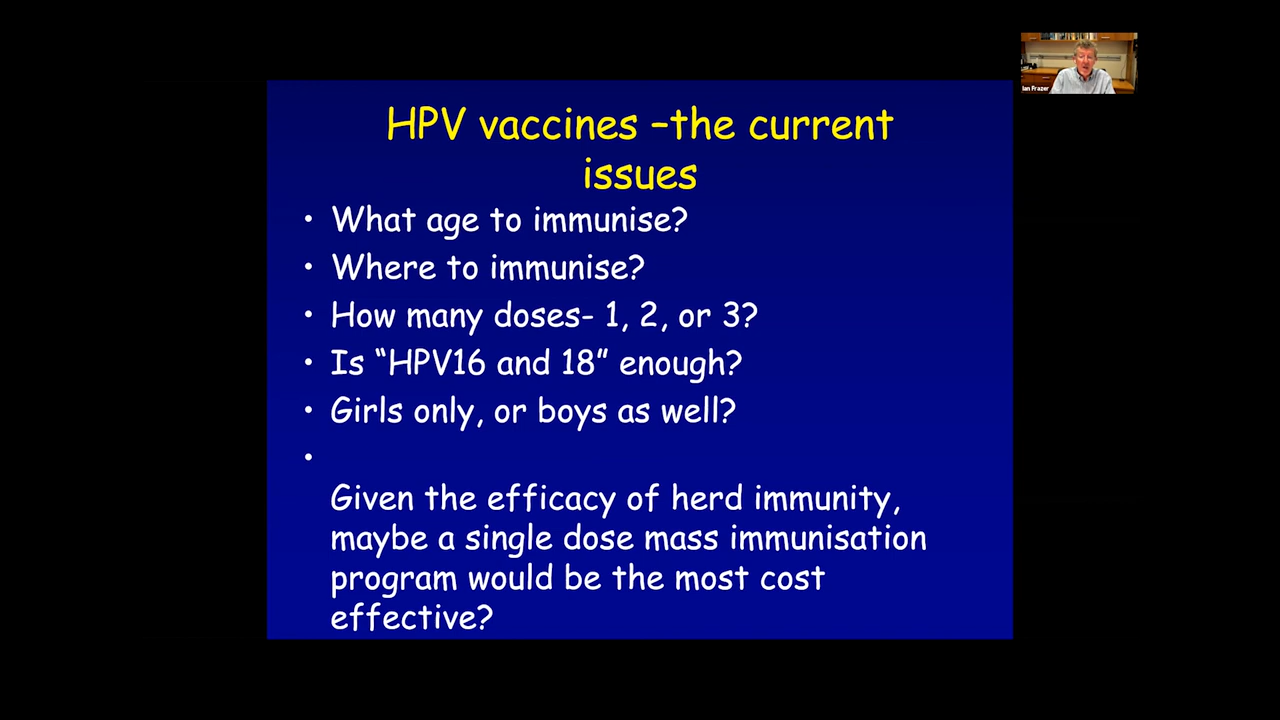 HPV vaccines –the current
issues
• What age to immunise?
• Where to immunise?
• How many doses- 1, 2, or 3?
• Is “HPV16 and 18” enough?
• Girls only, or boys as well?
•
Given the efficacy of herd immunity,
maybe a single dose mass immunisation
program would be the most cost
effective?
Ian Frazer